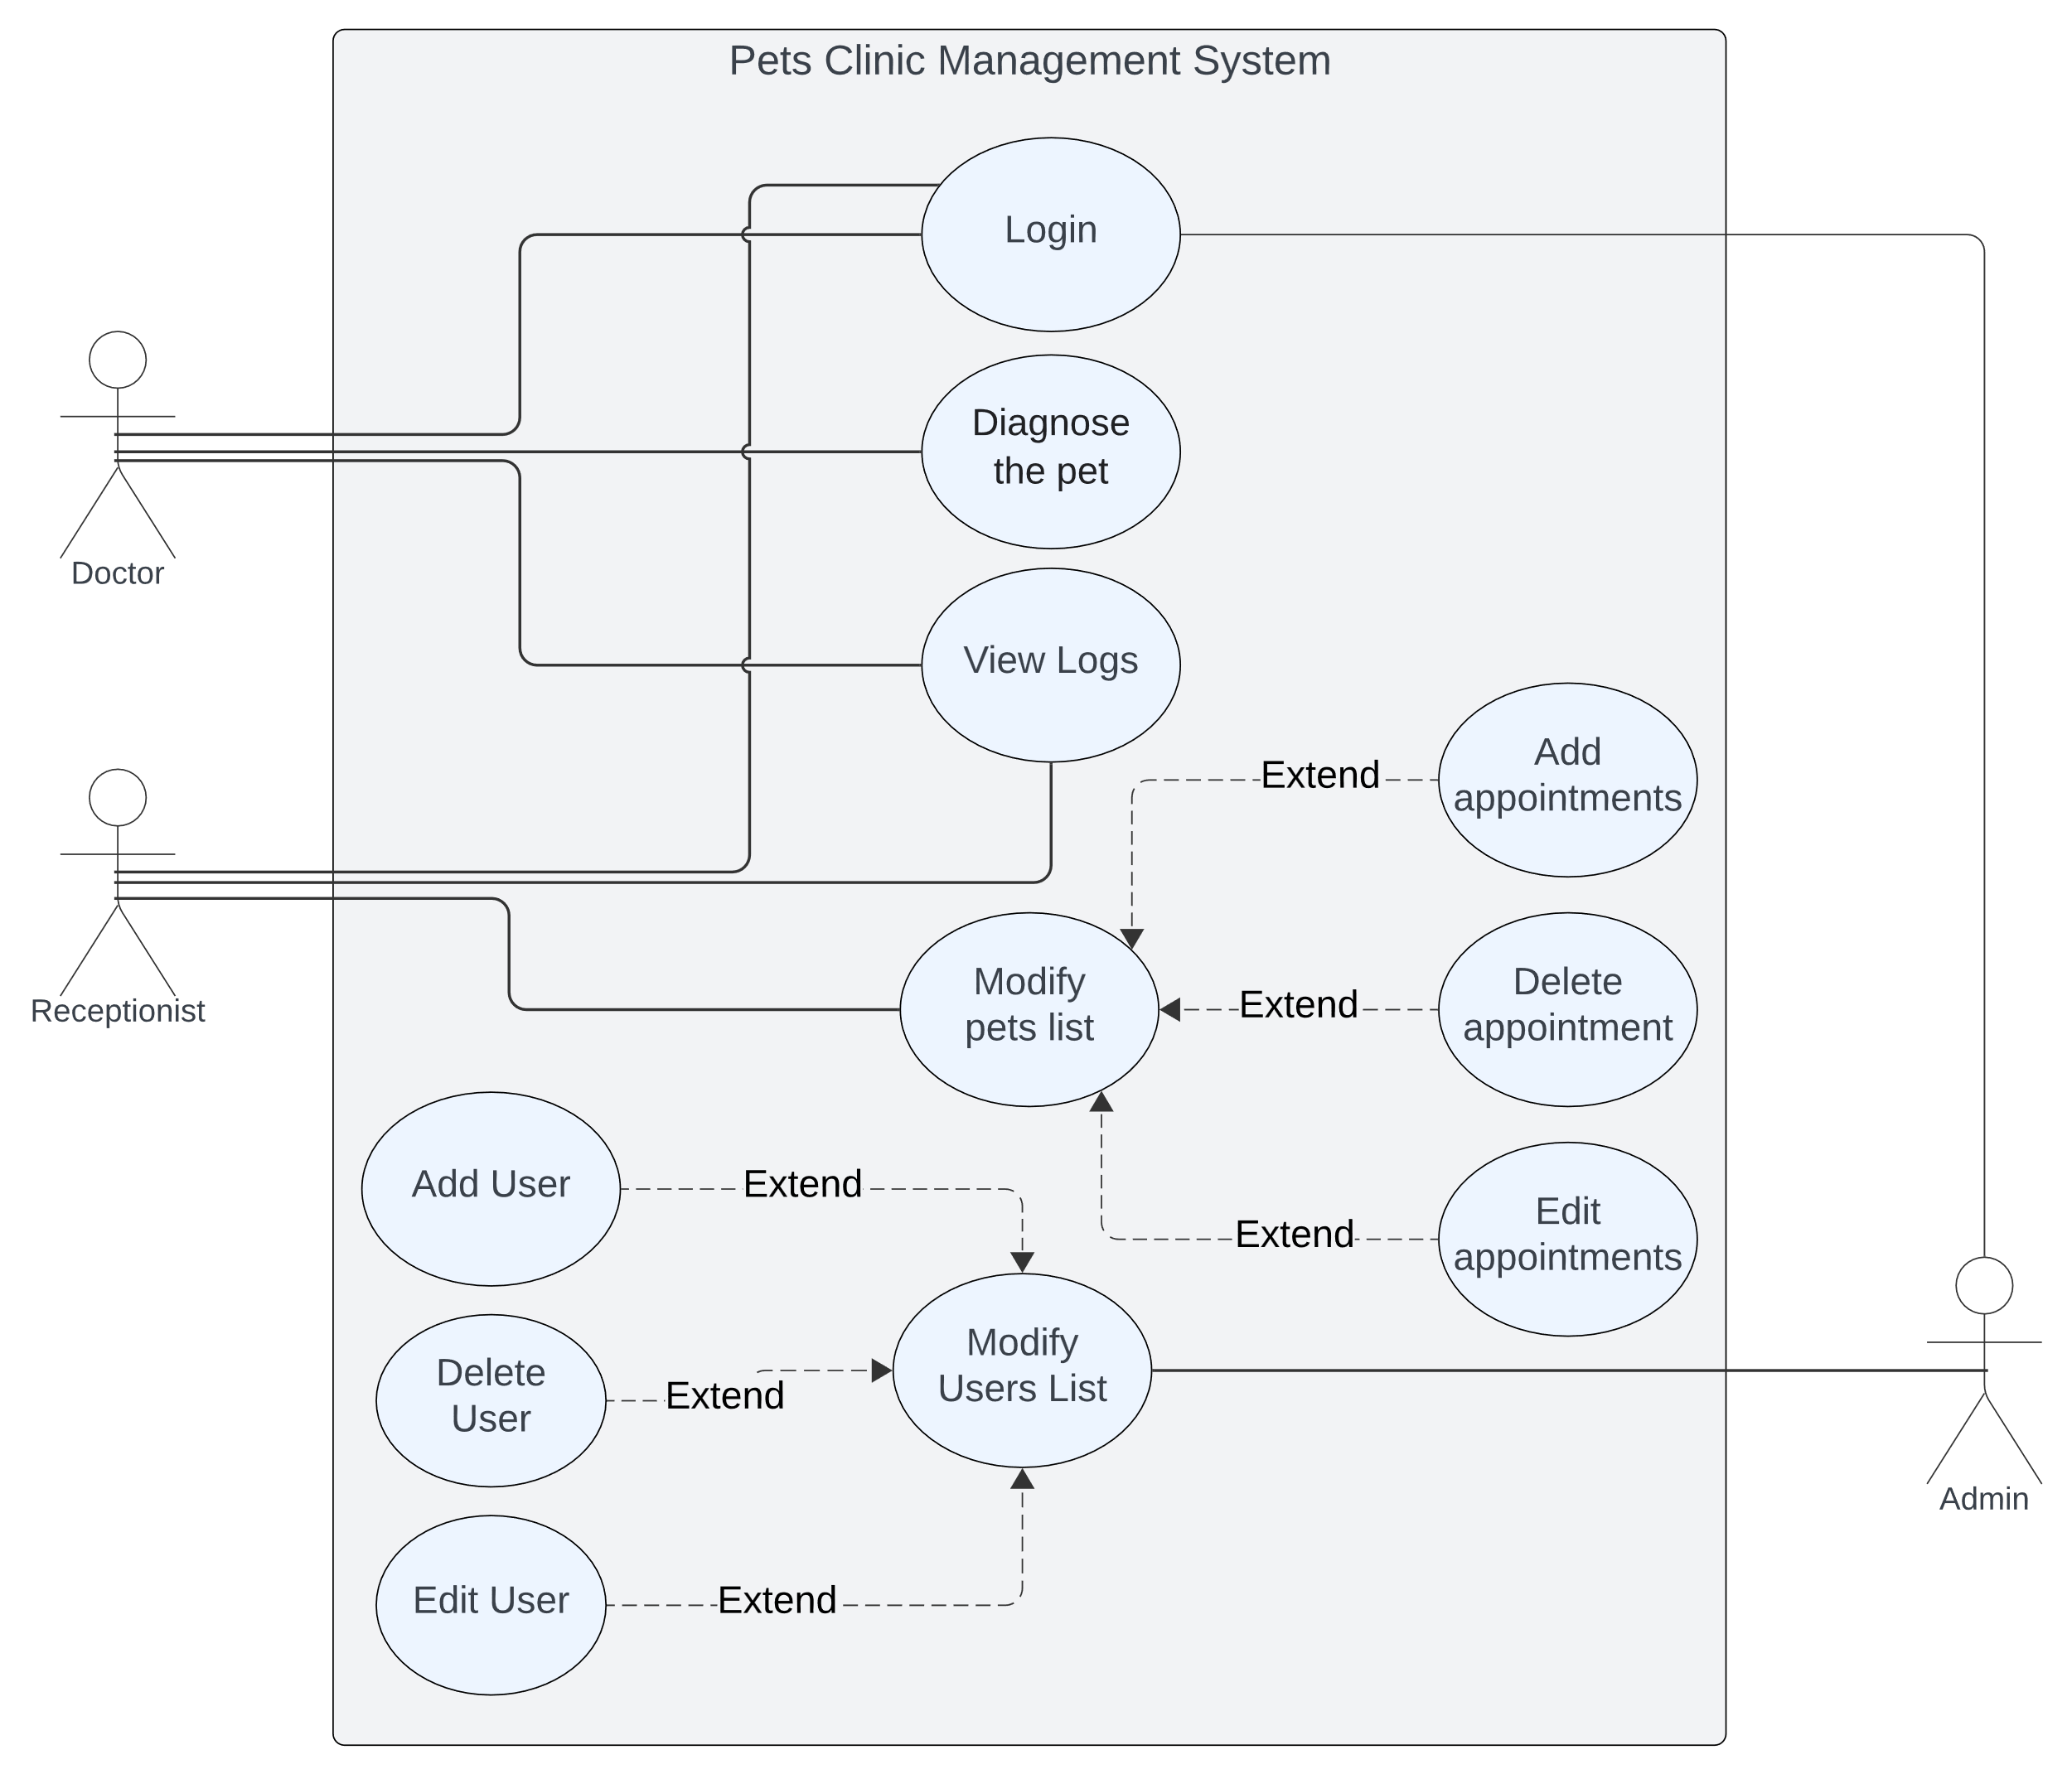 Pets Clinic Management System
Login
Diagnose
the pet
Doctor
View Logs
Add
appointments
Extend
Receptionist
Modify
pets list
Extend
Delete
appointment
Add User
Extend
Extend
Edit
appointments
Delete
User
Extend
Modify
Users List
Admin
Edit User
Extend